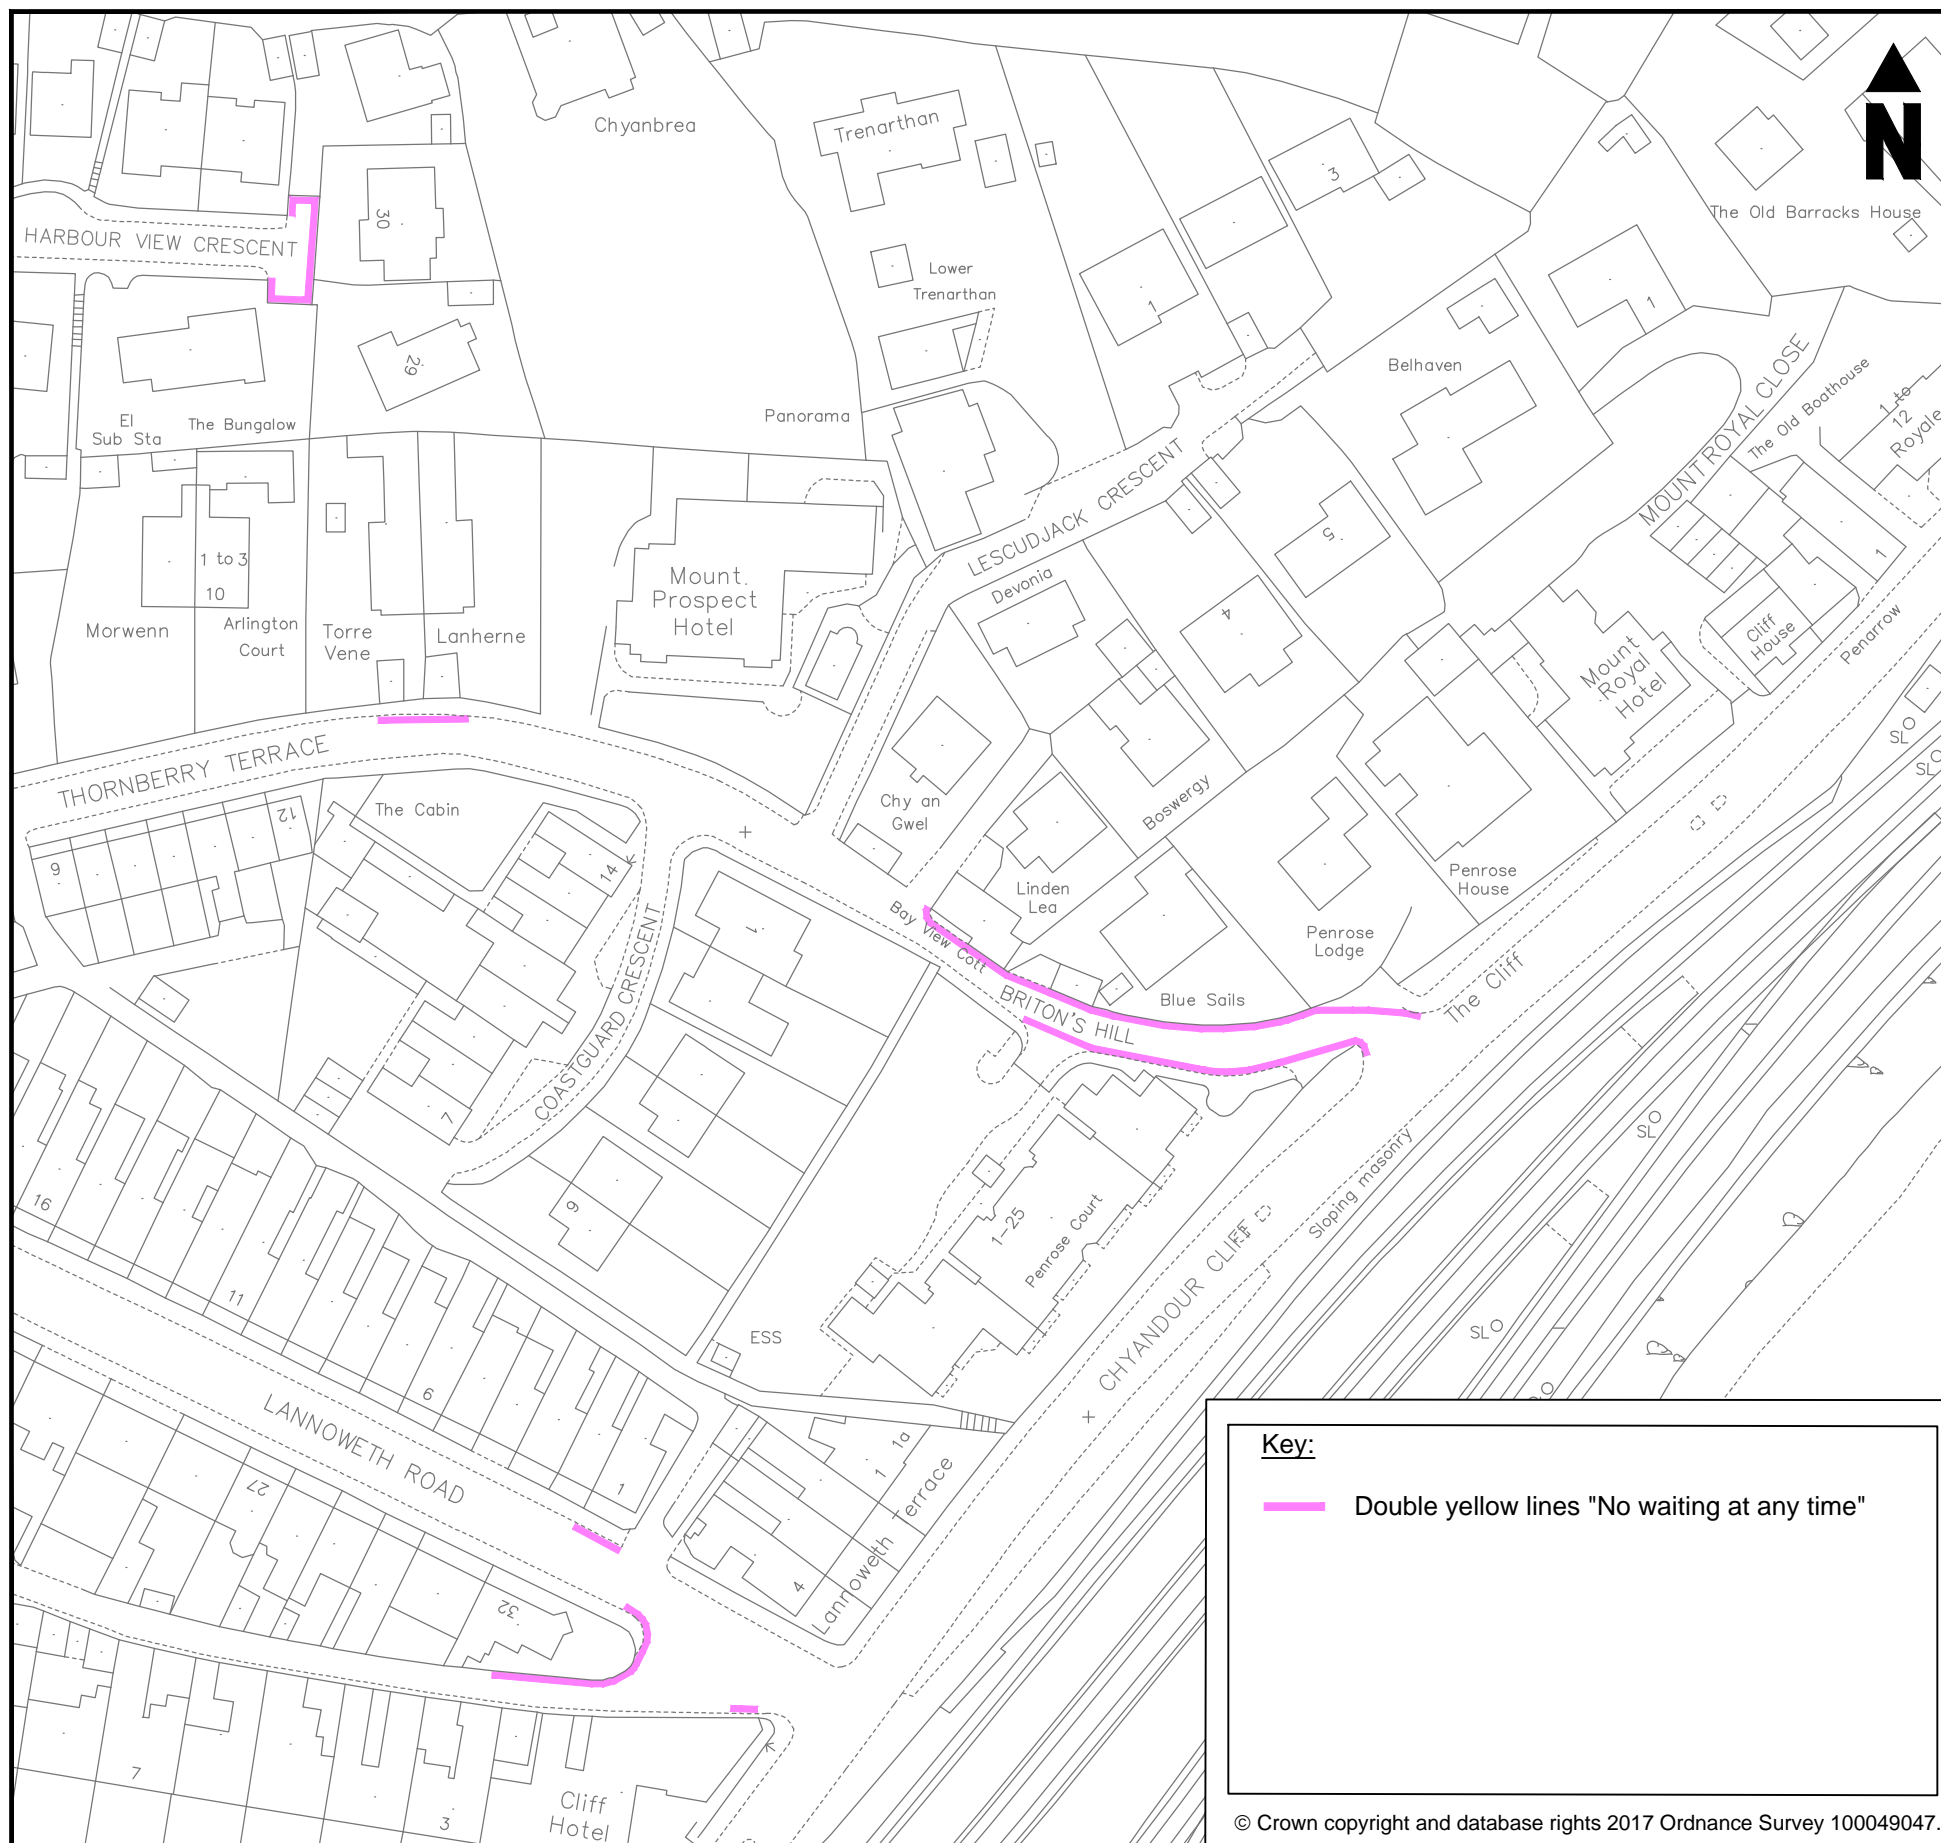 N
Chyanbrea
Trenarthan
3
The Old Barracks House
30
HARBOUR VIEW CRESCENT
Lower
Trenarthan
1
1
29
Belhaven
MOUNT ROYAL CLOSE
The Old Boathouse
1 to
12
Royale
El
Sub Sta
The Bungalow
Panorama
LESCUDJACK CRESCENT
5
1
1 to 3
10
Mount
Prospect
Hotel
Devonia
4
Morwenn
Arlington
Court
Torre
Vene
Lanherne
Cliff
House
Penarrow
Mount
Royal
Hotel
SL
SL
THORNBERRY TERRACE
12
The Cabin
Chy an
Gwel
Boswergy
9
14
Linden
Lea
Penrose
House
Bay View Cott
1
Penrose
Lodge
COASTGUARD CRESCENT
BRITON'S HILL
Blue Sails
The Cliff
7
SL
Sloping masonry
16
9
1-25
Penrose Court
11
CHYANDOUR CLIFF
ESS
SL
6
LANNOWETH ROAD
27
1
1
1a
Lannoweth Terrace
4
32
7
3
Cliff
Hotel
Key:
Double yellow lines "No waiting at any time"
© Crown copyright and database rights 2017 Ordnance Survey 100049047.